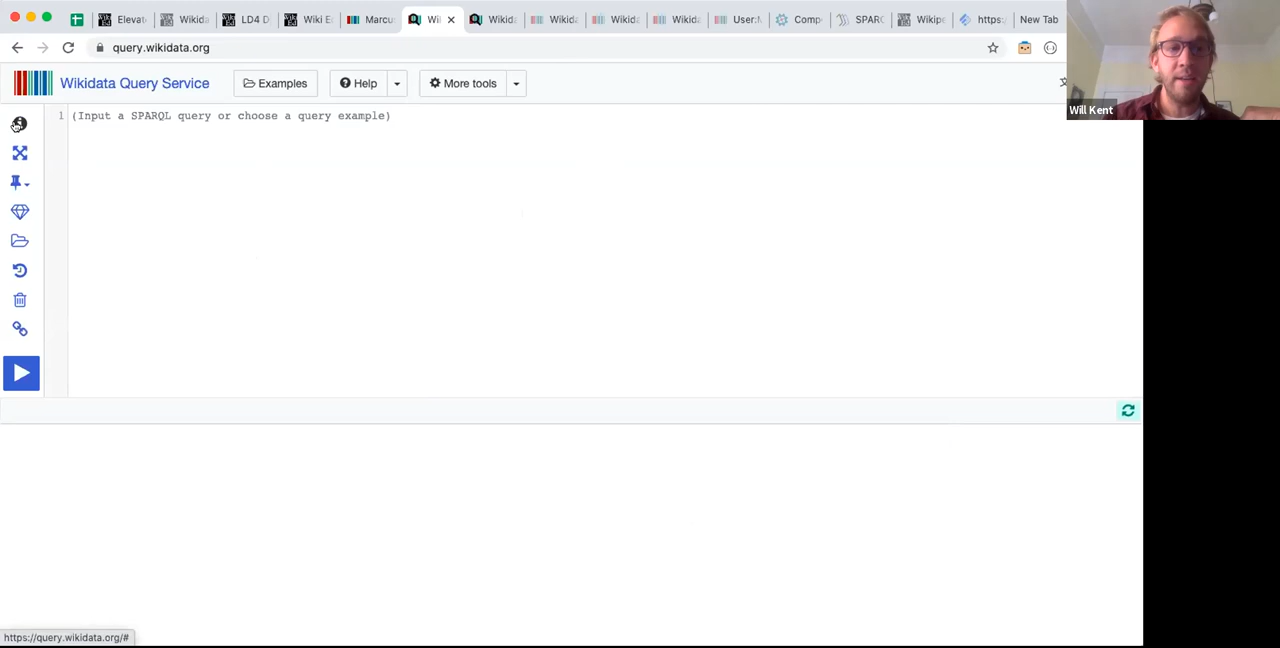 Elevat
Wikida
LD4 D
Wiki E
Marcu
Wi
Wikid
Wikid
Wikid
Wikid
User:
Comp
SPAR
Wikip
https:
New Tab
query.wikidata.org
Wikidata Query Service
Examples
Help
More tools
Will Kent
1
(Input a SPARQL query or choose a query example)
https://query.wikidata.org/#